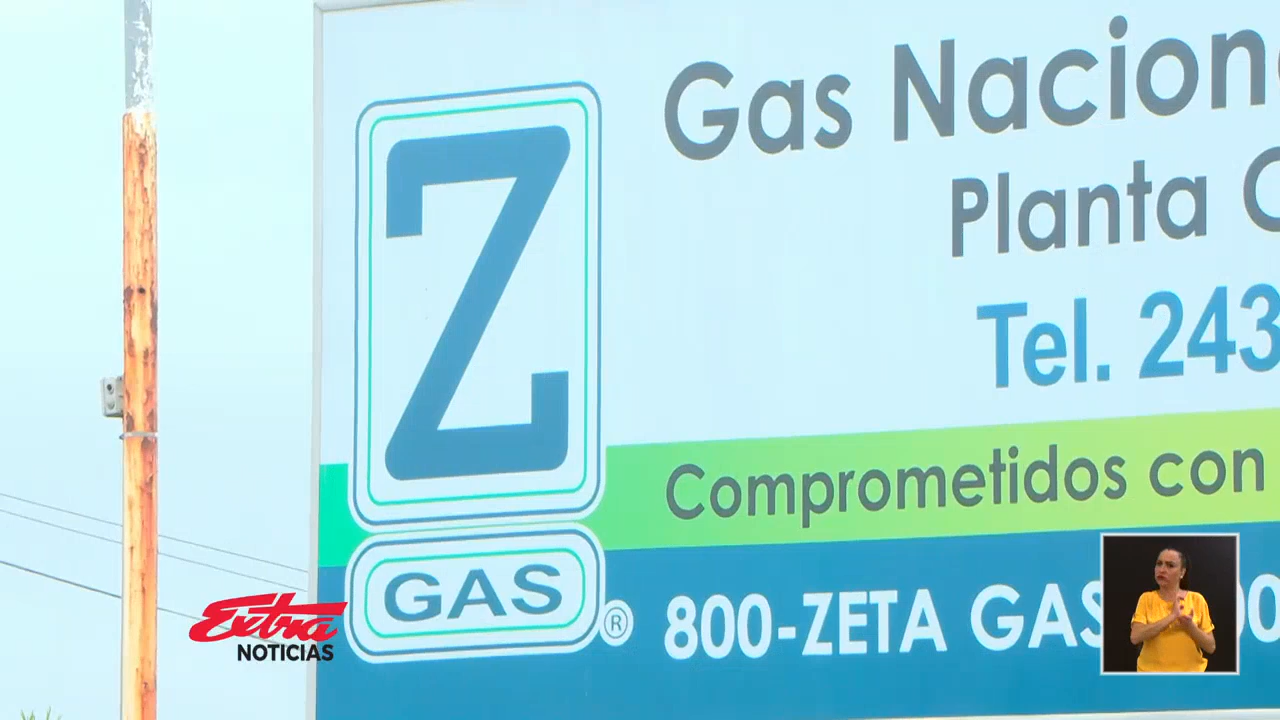 Z
GAS
®
Gas Nacion
Planta
Tel. 243
Comprometidos con
800-ZETA GAS
Extra
NOTICIAS